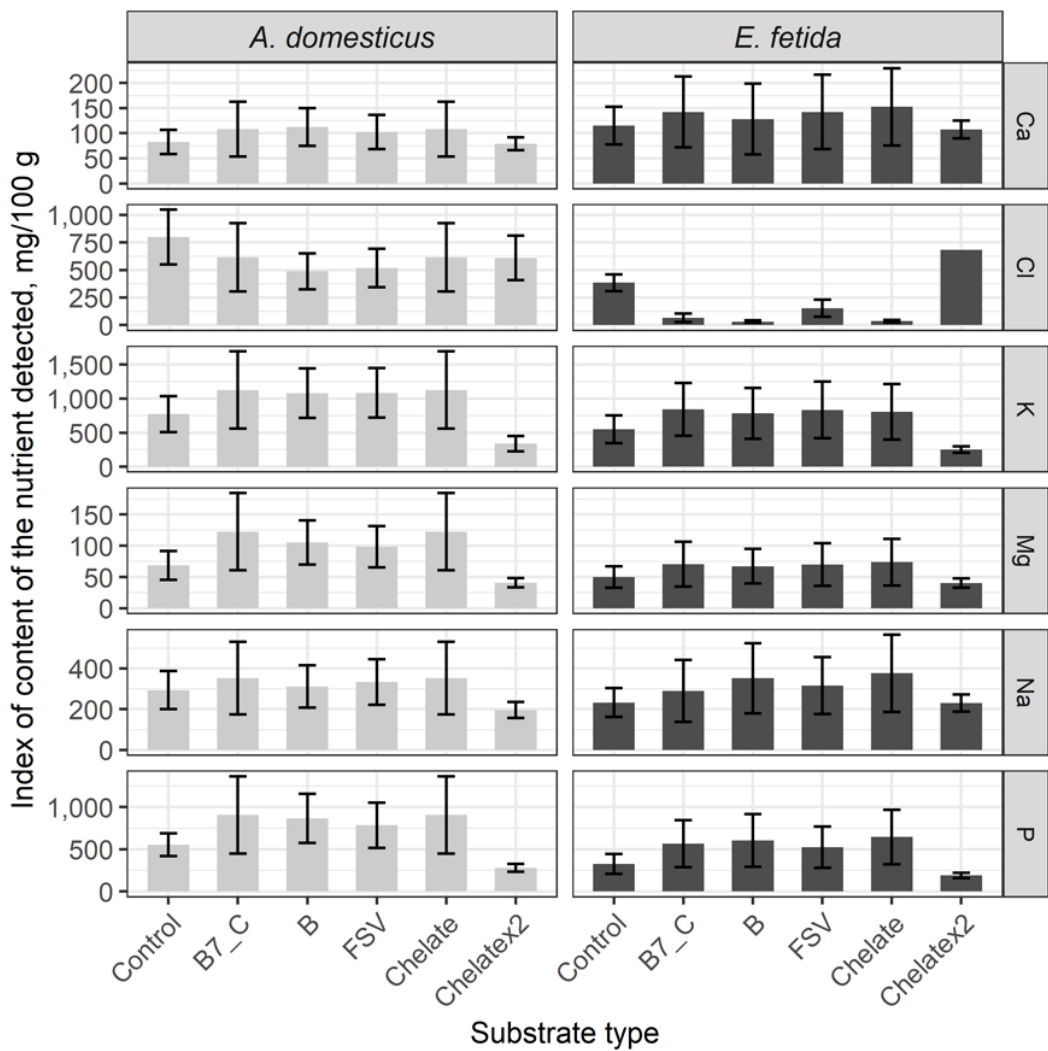 A. domesticus
E. fetida
Index of content of the nutrient detected, mg/100 g
200
150
100
50
0
Ca
1,000
750
500
250
0
Cl
1,500
1,000
500
0
K
150
100
50
0
Mg
400
200
0
Na
1,000
500
0
P
Control
B7_C
B
FSV
Chelate
Chelatex2
Control
B7_C
B
FSV
Chelate
Chelatex2
Substrate type